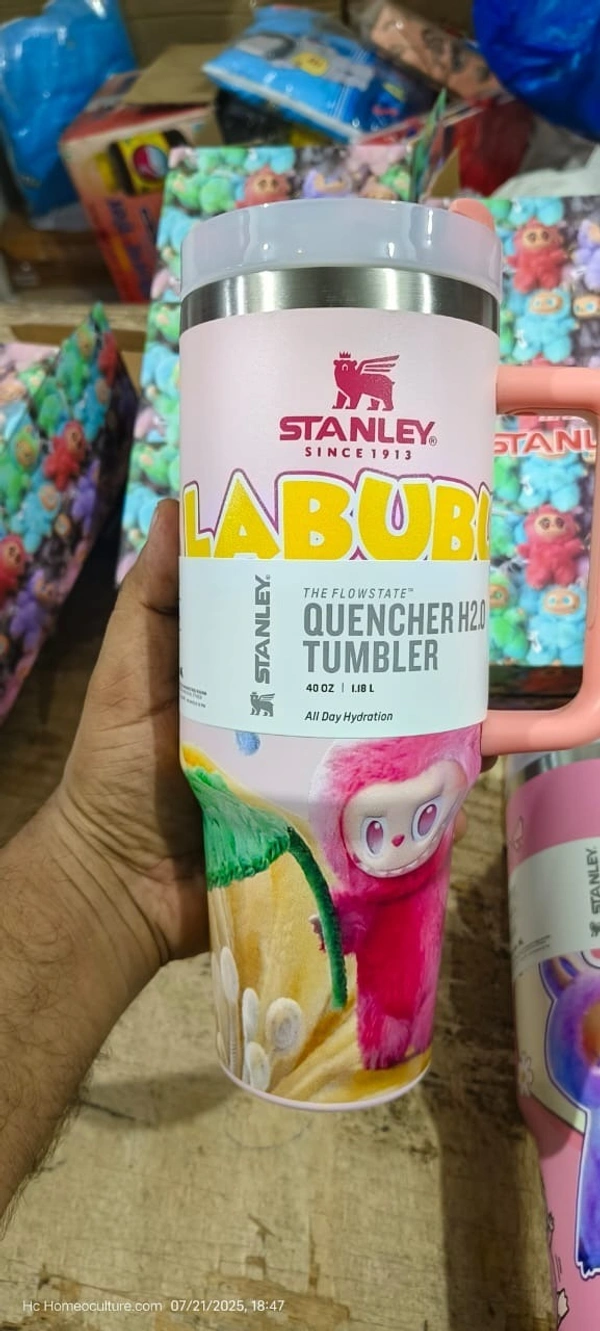 STANLEY®
SINCE 1913
LABUBU
STANLEY®
THE FLOWSTATE™
QUENCHER H2.0
TUMBLER
40 OZ | 1.18 L
All Day Hydration
STANL
STANLEY
Hc Homeoculture.com 07/21/2025, 18:47